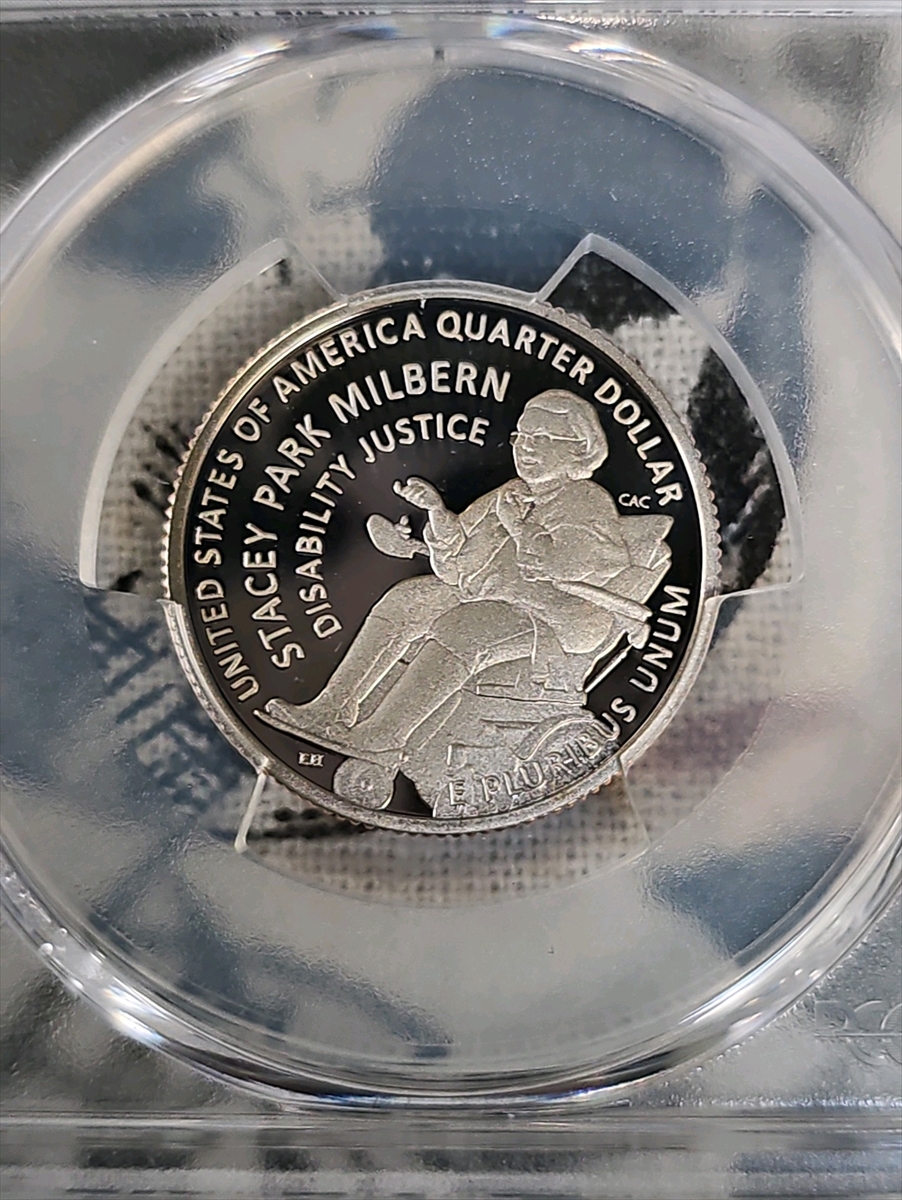 UNITED STATES OF AMERICA QUARTER DOLLAR
STACEY PARK MILBERN
DISABILITY JUSTICE
CAC
E PLURIBUS UNUM
EH